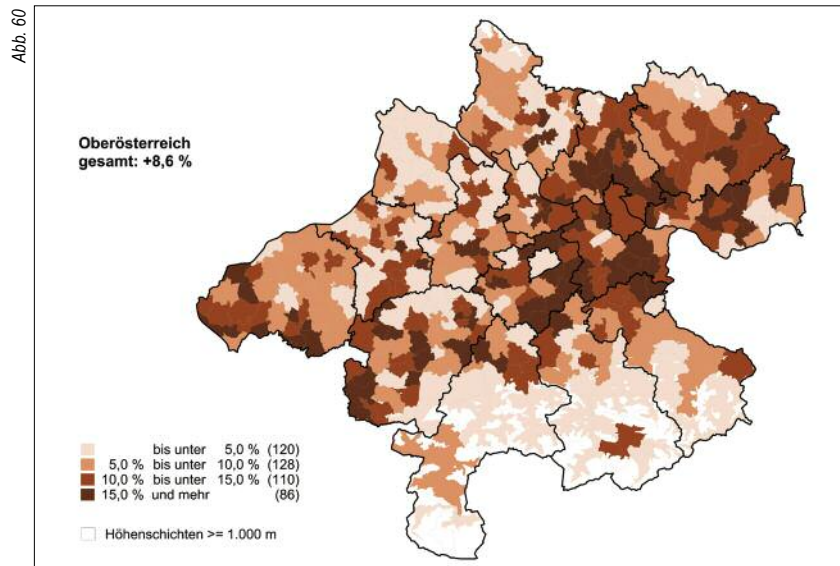 Abb. 60
Oberösterreich
gesamt: +8,6 %
bis unter 5,0 % (120)
5,0 % bis unter 10,0 % (128)
10,0 % bis unter 15,0 % (110)
15,0 % und mehr (86)
Höhenschichten >= 1.000 m